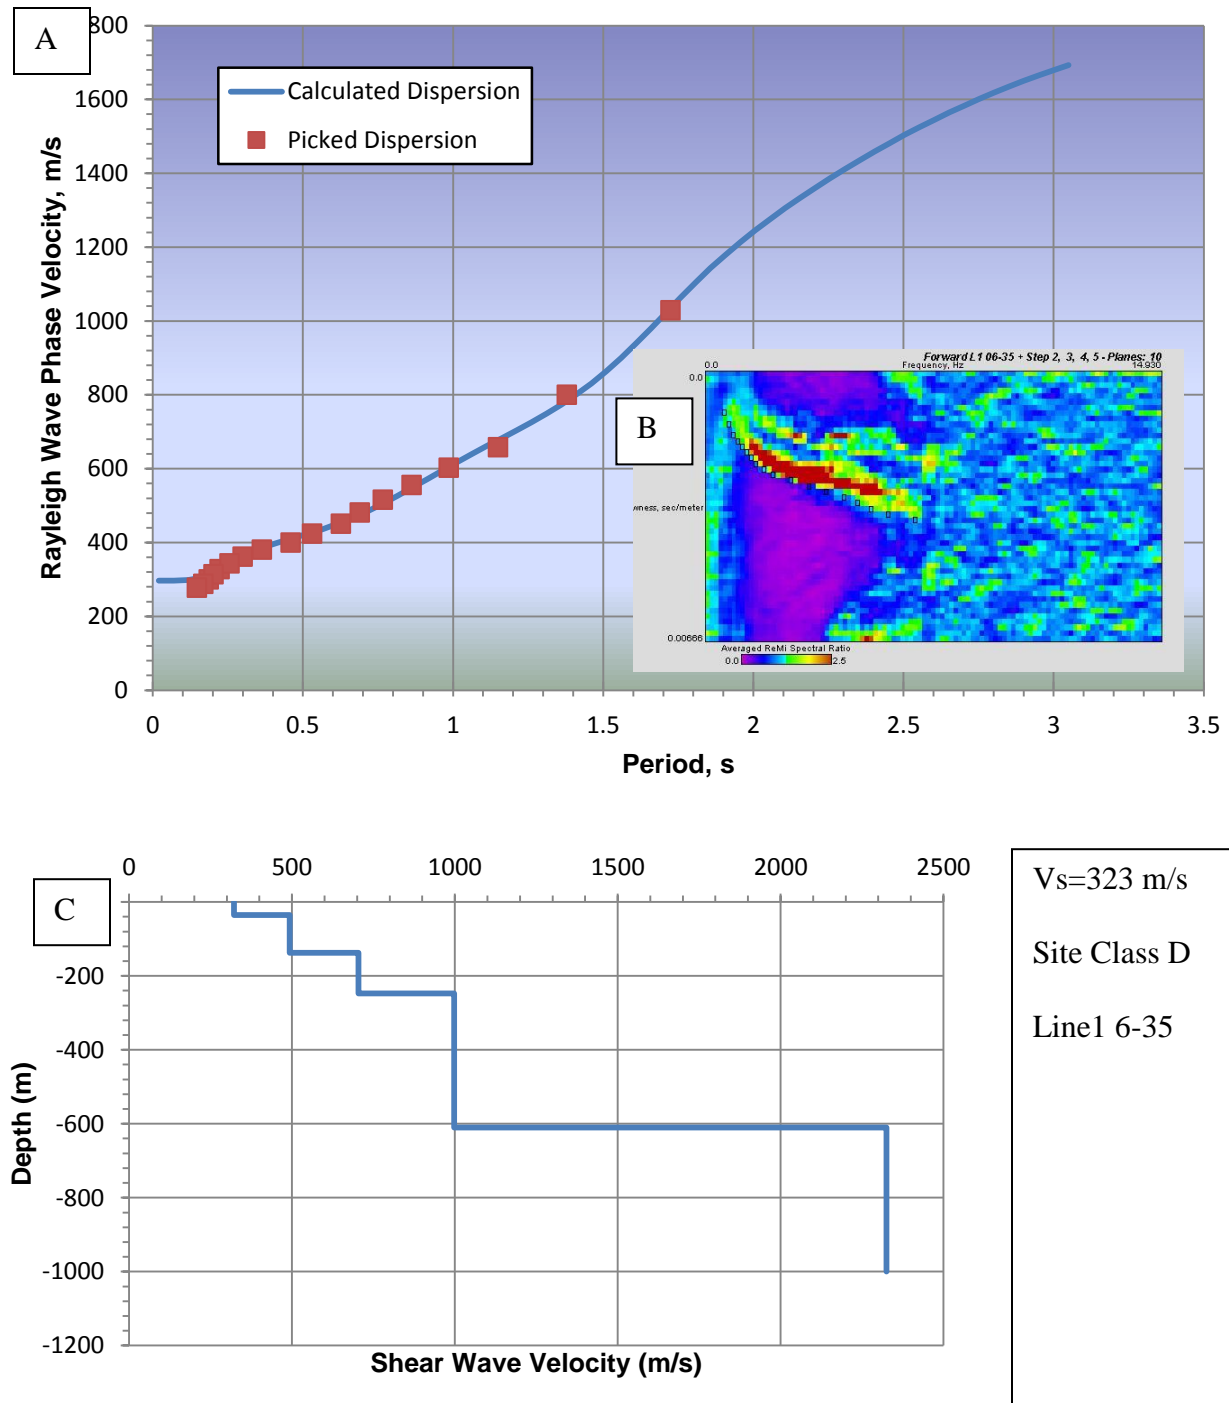 A
800
1600
1400
1200
1000
800
600
400
200
0
Rayleigh Wave Phase Velocity, m/s
Calculated Dispersion
Picked Dispersion
0 0.5 1 1.5 2 2.5 3 3.5
Period, s
B
Forward L1 06-35 + Step 2, 3, 4, 5 - Planes: 10
0.0 Frequency, Hz 14.930
0.0
wness, sec/meter
0.00666
Averaged ReMi Spectral Ratio
0.0 2.5
C
0 500 1000 1500 2000 2500
-200
-400
-600
-800
-1000
-1200
Depth (m)
Shear Wave Velocity (m/s)
Vs=323 m/s
Site Class D
Line1 6-35